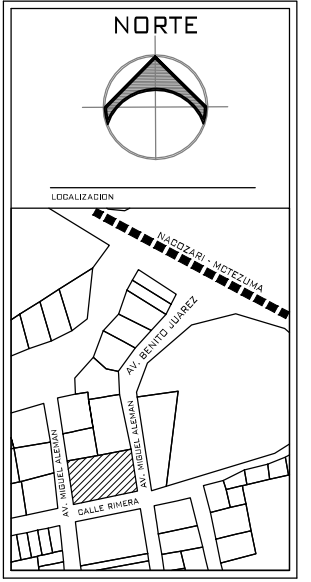 NORTE
LOCALIZACION
NACOZARI - MCTEZUMA
AV. BENITO JUAREZ
AV. MIGUEL ALEMAN
AV. MIGUEL ALEMAN
CALLE RIMERA